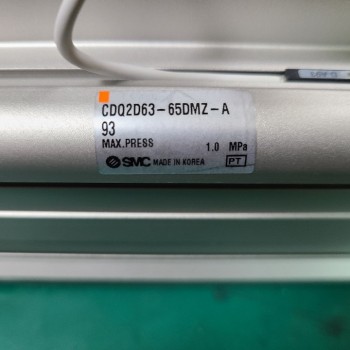 CDQ2D63-65DMZ-A
93
MAX.PRESS 1.0 MPa
SMC MADE IN KOREA PT